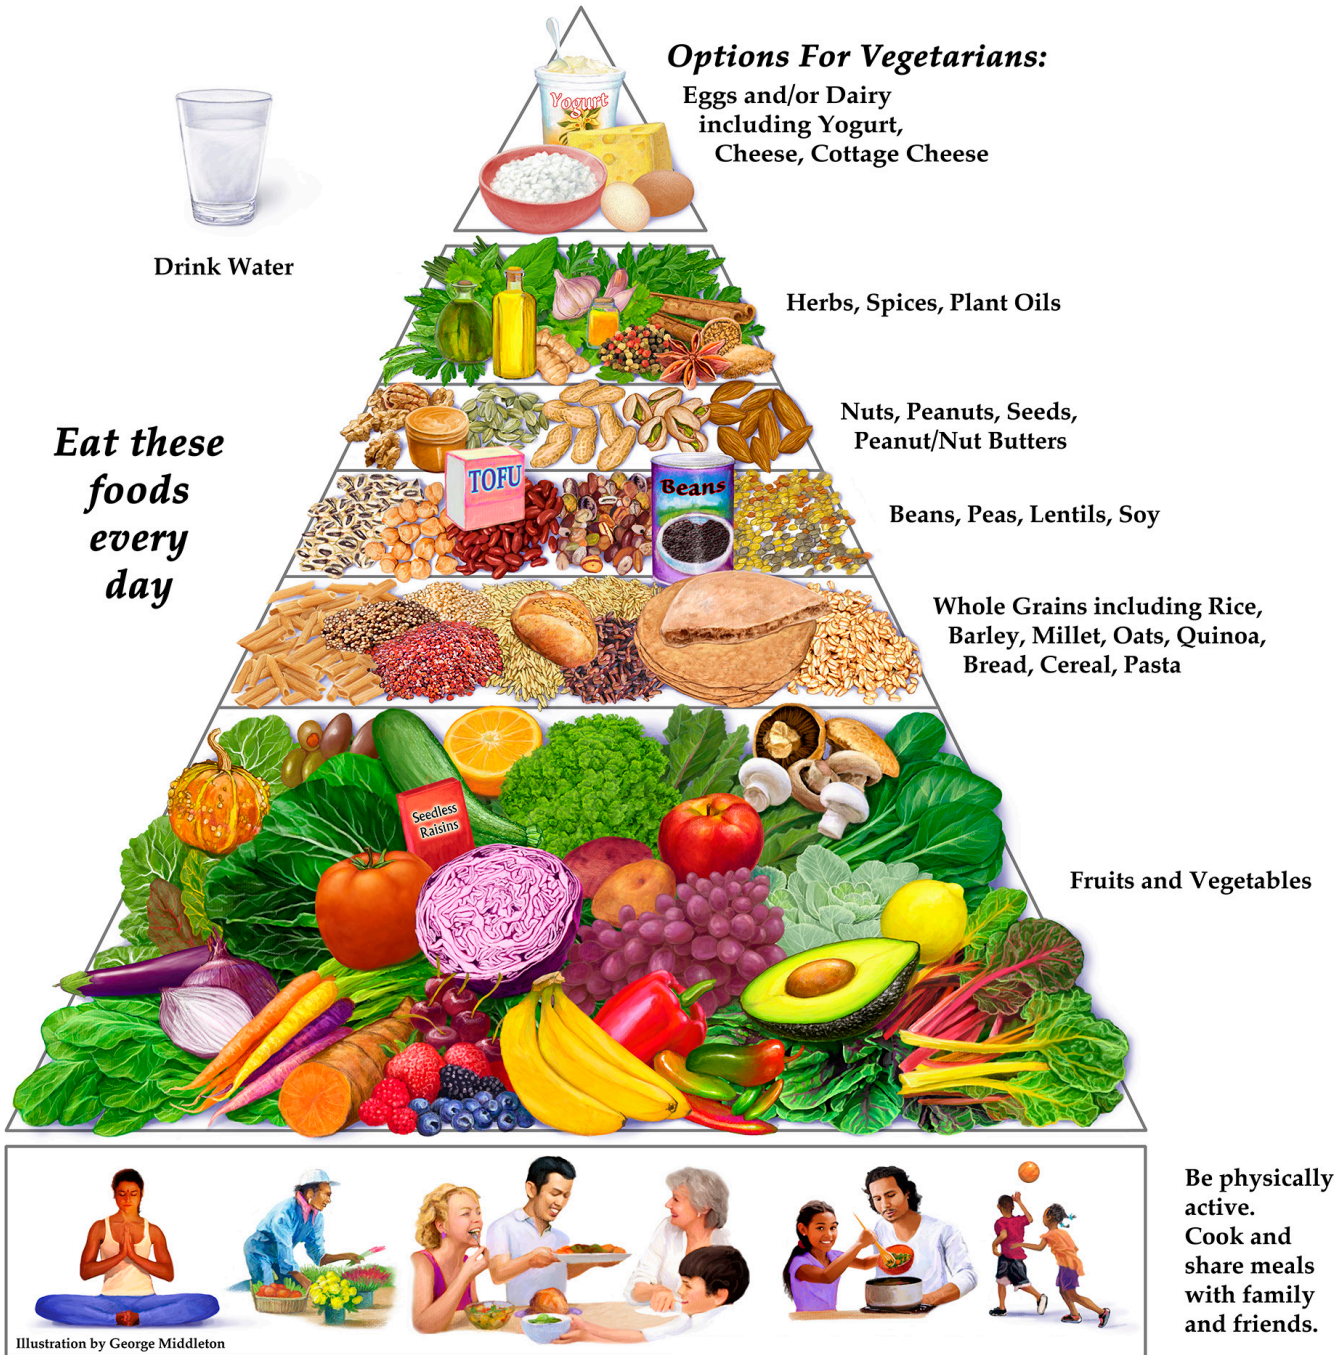 Options For Vegetarians:
Eggs and/or Dairy
including Yogurt,
Cheese, Cottage Cheese
Yogurt
Drink Water
Herbs, Spices, Plant Oils
Eat these
foods
every
day
Nuts, Peanuts, Seeds,
Peanut/Nut Butters
TOFU
Beans
Beans, Peas, Lentils, Soy
Whole Grains including Rice,
Barley, Millet, Oats, Quinoa,
Bread, Cereal, Pasta
Seedless
Raisins
Fruits and Vegetables
Be physically
active.
Cook and
share meals
with family
and friends.
Illustration by George Middleton